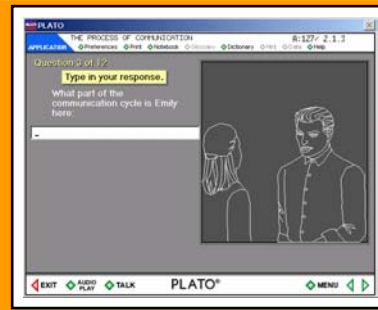 PLATO
THE PROCESS OF COMMUNICATION A:127/ 2.1.3
APPLICATION Preferences Print Notebook Glossary Dictionary Hint Data Help
Question 3 of 12
Type in your response.
What part of the
communication cycle is Emily
here:
EXIT AUDIO PLAY TALK PLATO® MENU